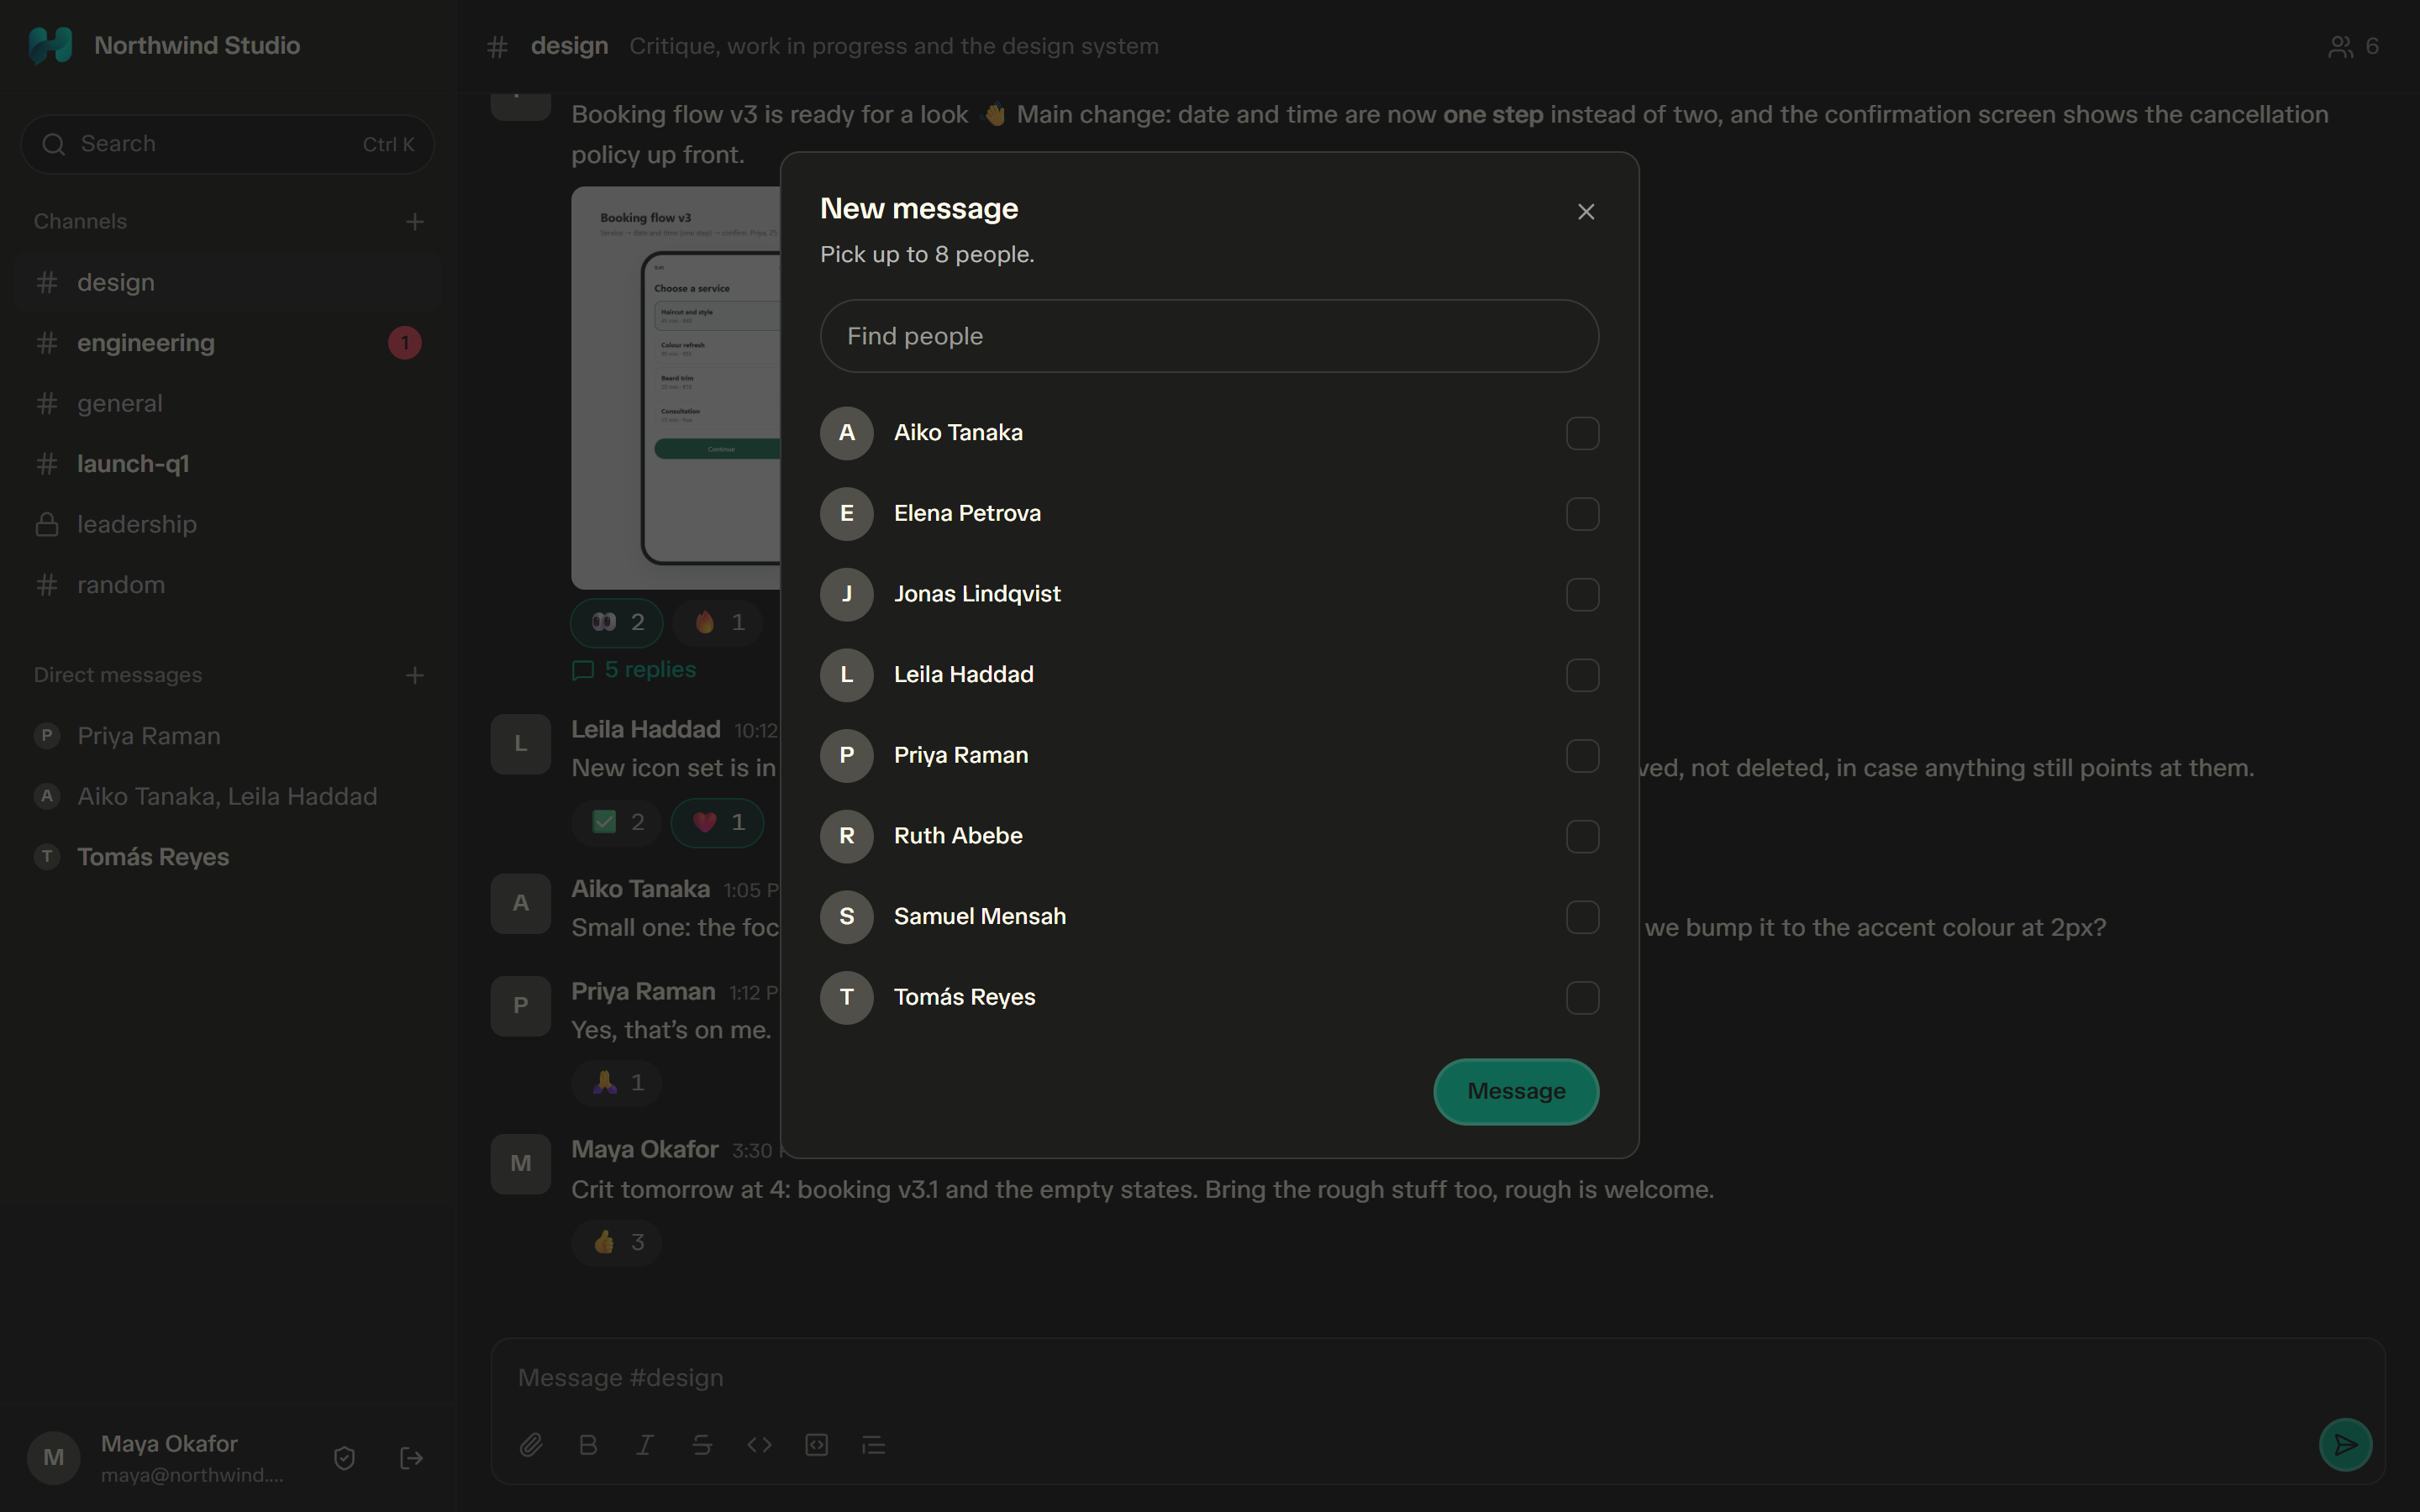 Northwind Studio
Search Ctrl K
Channels
design
engineering 1
general
launch-q1
leadership
random
Direct messages
P Priya Raman
A Aiko Tanaka, Leila Haddad
T Tomás Reyes
M Maya Okafor
maya@northwind....
# design Critique, work in progress and the design system 6
Booking flow v3 is ready for a look 👋 Main change: date and time are now one step instead of two, and the confirmation screen shows the cancellation
policy up front.
Booking flow v3
Choose a service
Haircut and style
Colour refresh
Beard trim
Consultation
Continue
👀 2 🔥 1
5 replies
L Leila Haddad 10:12
New icon set is in
ved, not deleted, in case anything still points at them.
✅ 2 ❤️ 1
A Aiko Tanaka 1:05 P
Small one: the foc
we bump it to the accent colour at 2px?
P Priya Raman 1:12 P
Yes, that’s on me.
🙏 1
M Maya Okafor 3:30
Crit tomorrow at 4: booking v3.1 and the empty states. Bring the rough stuff too, rough is welcome.
👍 3
Message #design
New message
Pick up to 8 people.
Find people
A Aiko Tanaka
E Elena Petrova
J Jonas Lindqvist
L Leila Haddad
P Priya Raman
R Ruth Abebe
S Samuel Mensah
T Tomás Reyes
Message